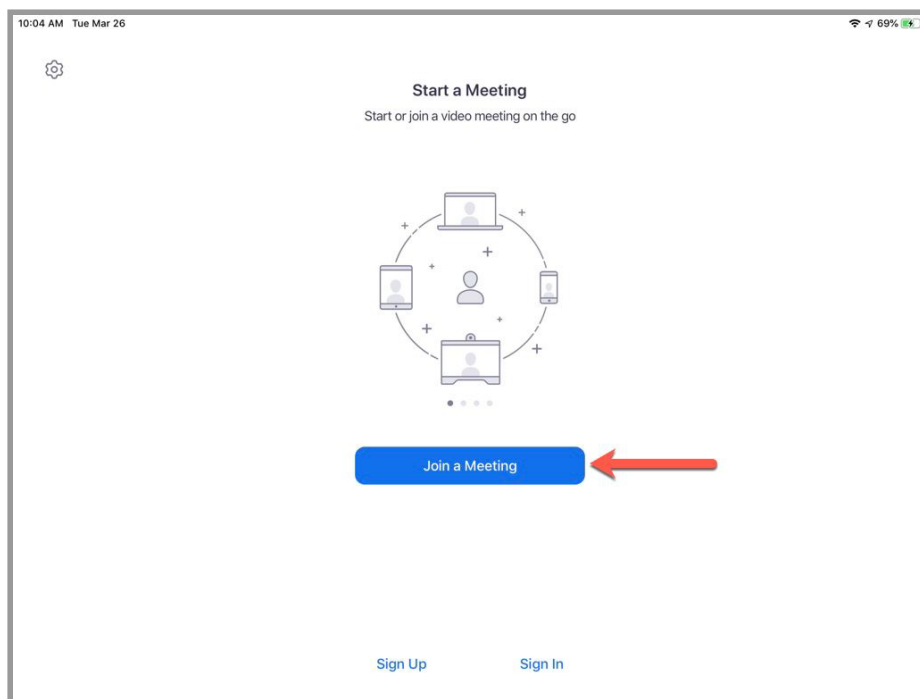 10:04 AM Tue Mar 26 69%
Start a Meeting
Start or join a video meeting on the go
Join a Meeting
Sign Up Sign In